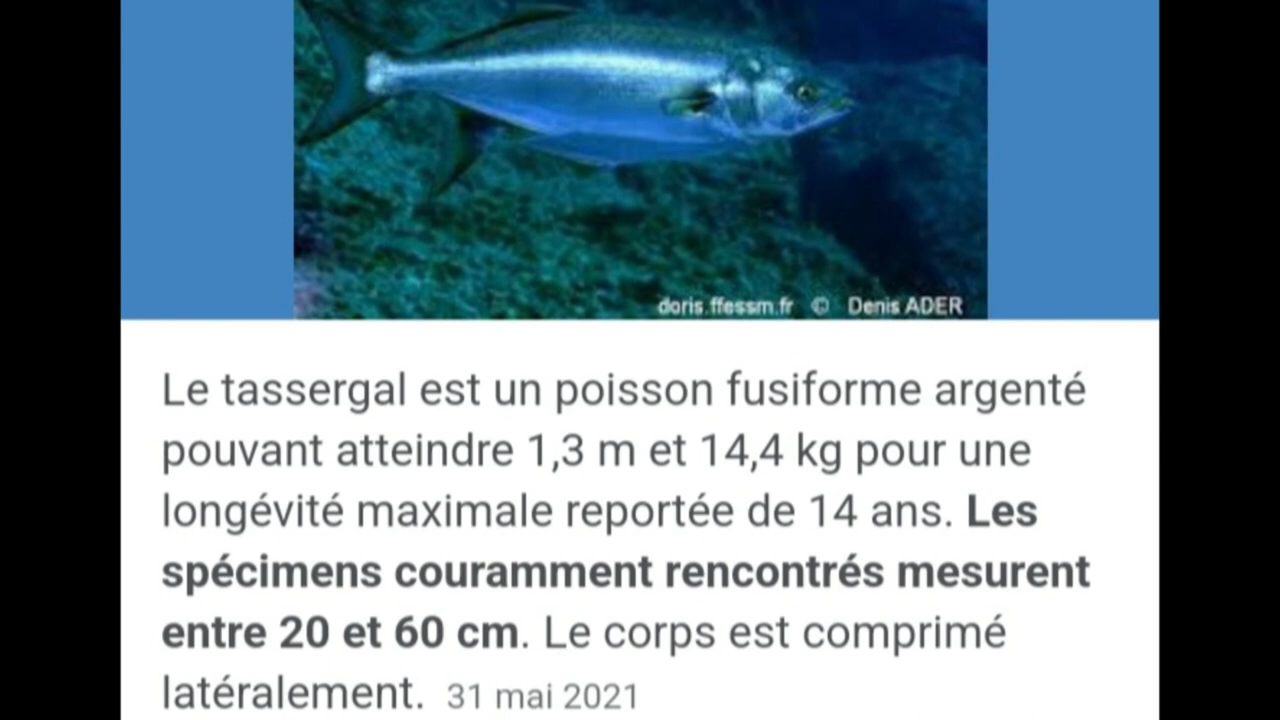 doris.ffessm.fr © Denis ADER
Le tassergal est un poisson fusiforme argenté
pouvant atteindre 1,3 m et 14,4 kg pour une
longévité maximale reportée de 14 ans. Les
spécimens couramment rencontrés mesurent
entre 20 et 60 cm. Le corps est comprimé
latéralement. 31 mai 2021